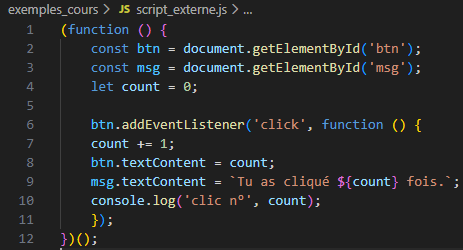 exemples_cours > JS script_externe.js > ...
1 (function () {
2     const btn = document.getElementById('btn');
3     const msg = document.getElementById('msg');
4     let count = 0;
5
6     btn.addEventListener('click', function () {
7     count += 1;
8     btn.textContent = count;
9     msg.textContent = `Tu as cliqué ${count} fois.`;
10     console.log('clic n°', count);
11     });
12 })();